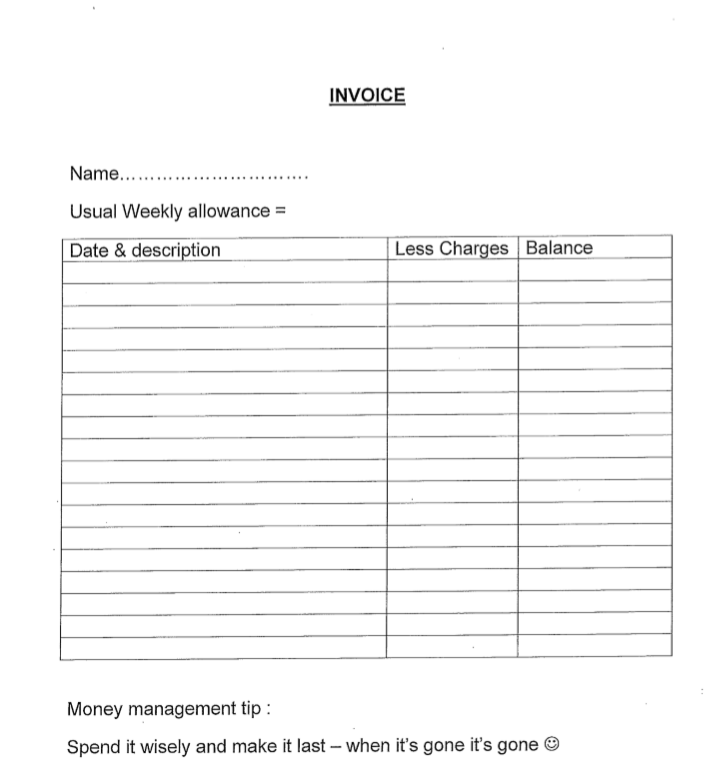 INVOICE
Name................................
Usual Weekly allowance =
Date & description Less Charges Balance
Money management tip :
Spend it wisely and make it last – when it's gone it's gone ☺